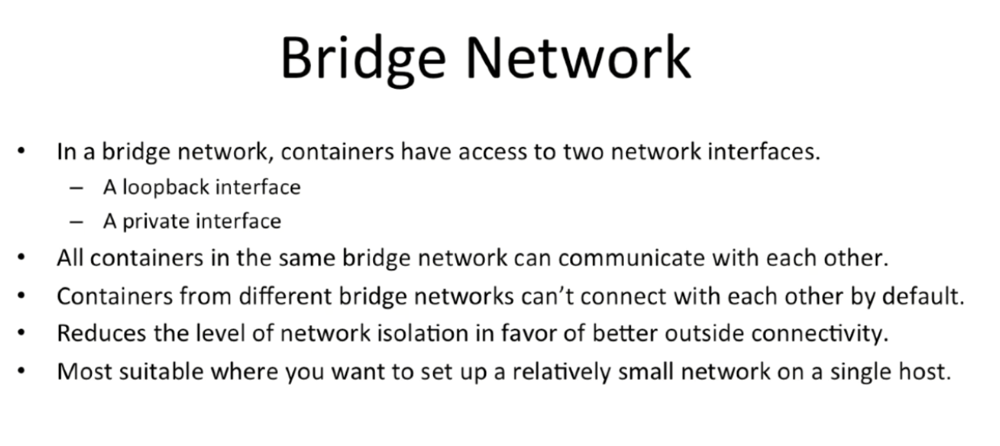 Bridge Network
• In a bridge network, containers have access to two network interfaces.
– A loopback interface
– A private interface
• All containers in the same bridge network can communicate with each other.
• Containers from different bridge networks can’t connect with each other by default.
• Reduces the level of network isolation in favor of better outside connectivity.
• Most suitable where you want to set up a relatively small network on a single host.